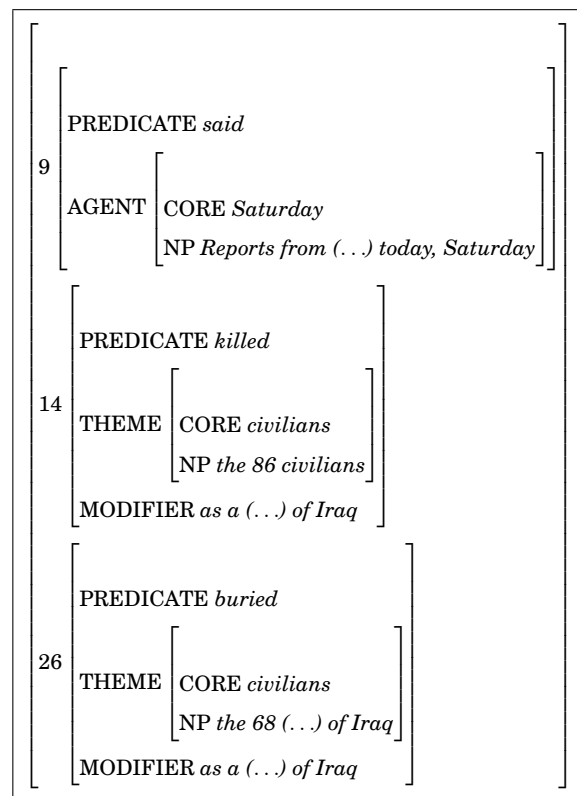 PREDICATE said
9
AGENT
CORE Saturday
NP Reports from (. . .) today, Saturday
PREDICATE killed
14
THEME
CORE civilians
NP the 86 civilians
MODIFIER as a (. . .) of Iraq
PREDICATE buried
26
THEME
CORE civilians
NP the 68 (. . .) of Iraq
MODIFIER as a (. . .) of Iraq